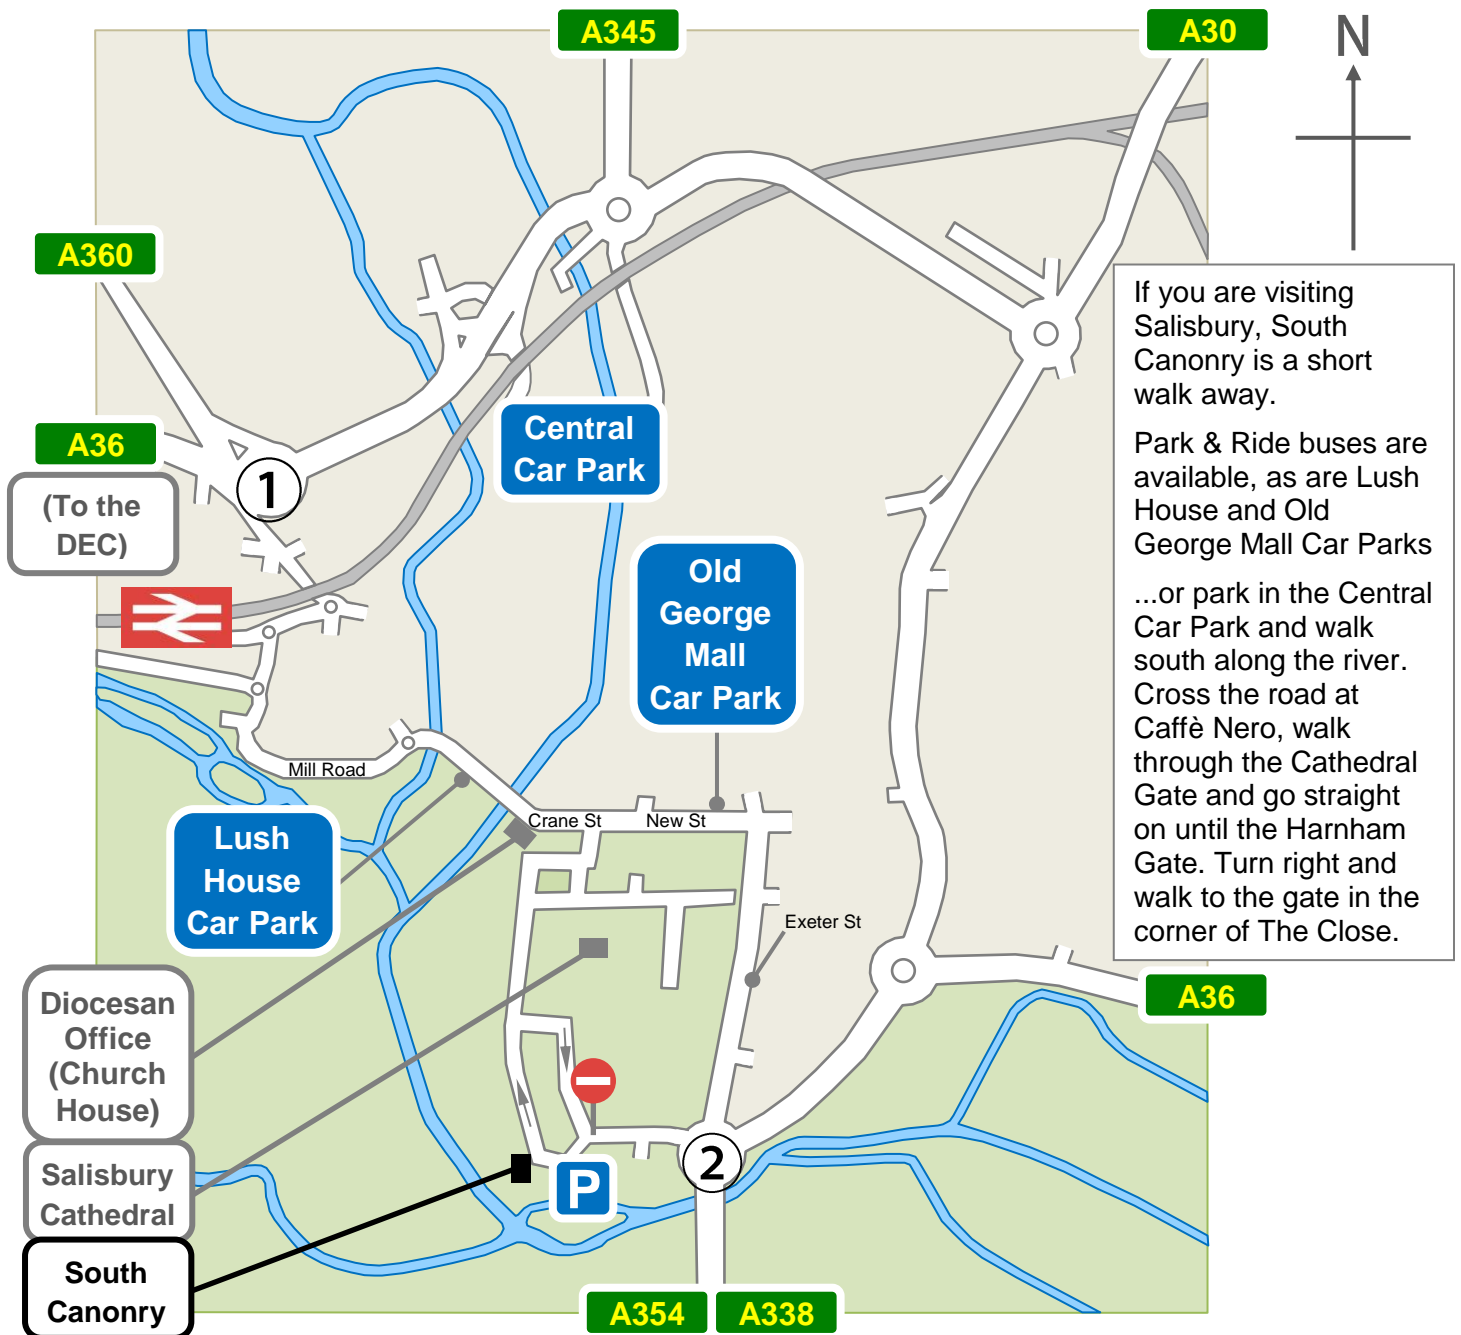 A345
A30
N
A360
A36
(To the
DEC)
1
Central
Car Park
Old
George
Mall
Car Park
If you are visiting
Salisbury, South
Canonry is a short
walk away.
Park & Ride buses are
available, as are Lush
House and Old
George Mall Car Parks
...or park in the Central
Car Park and walk
south along the river.
Cross the road at
Caffè Nero, walk
through the Cathedral
Gate and go straight
on until the Harnham
Gate. Turn right and
walk to the gate in the
corner of The Close.
Mill Road
Crane St
New St
Lush
House
Car Park
Exeter St
Diocesan
Office
(Church
House)
A36
Salisbury
Cathedral
2
P
South
Canonry
A354
A338